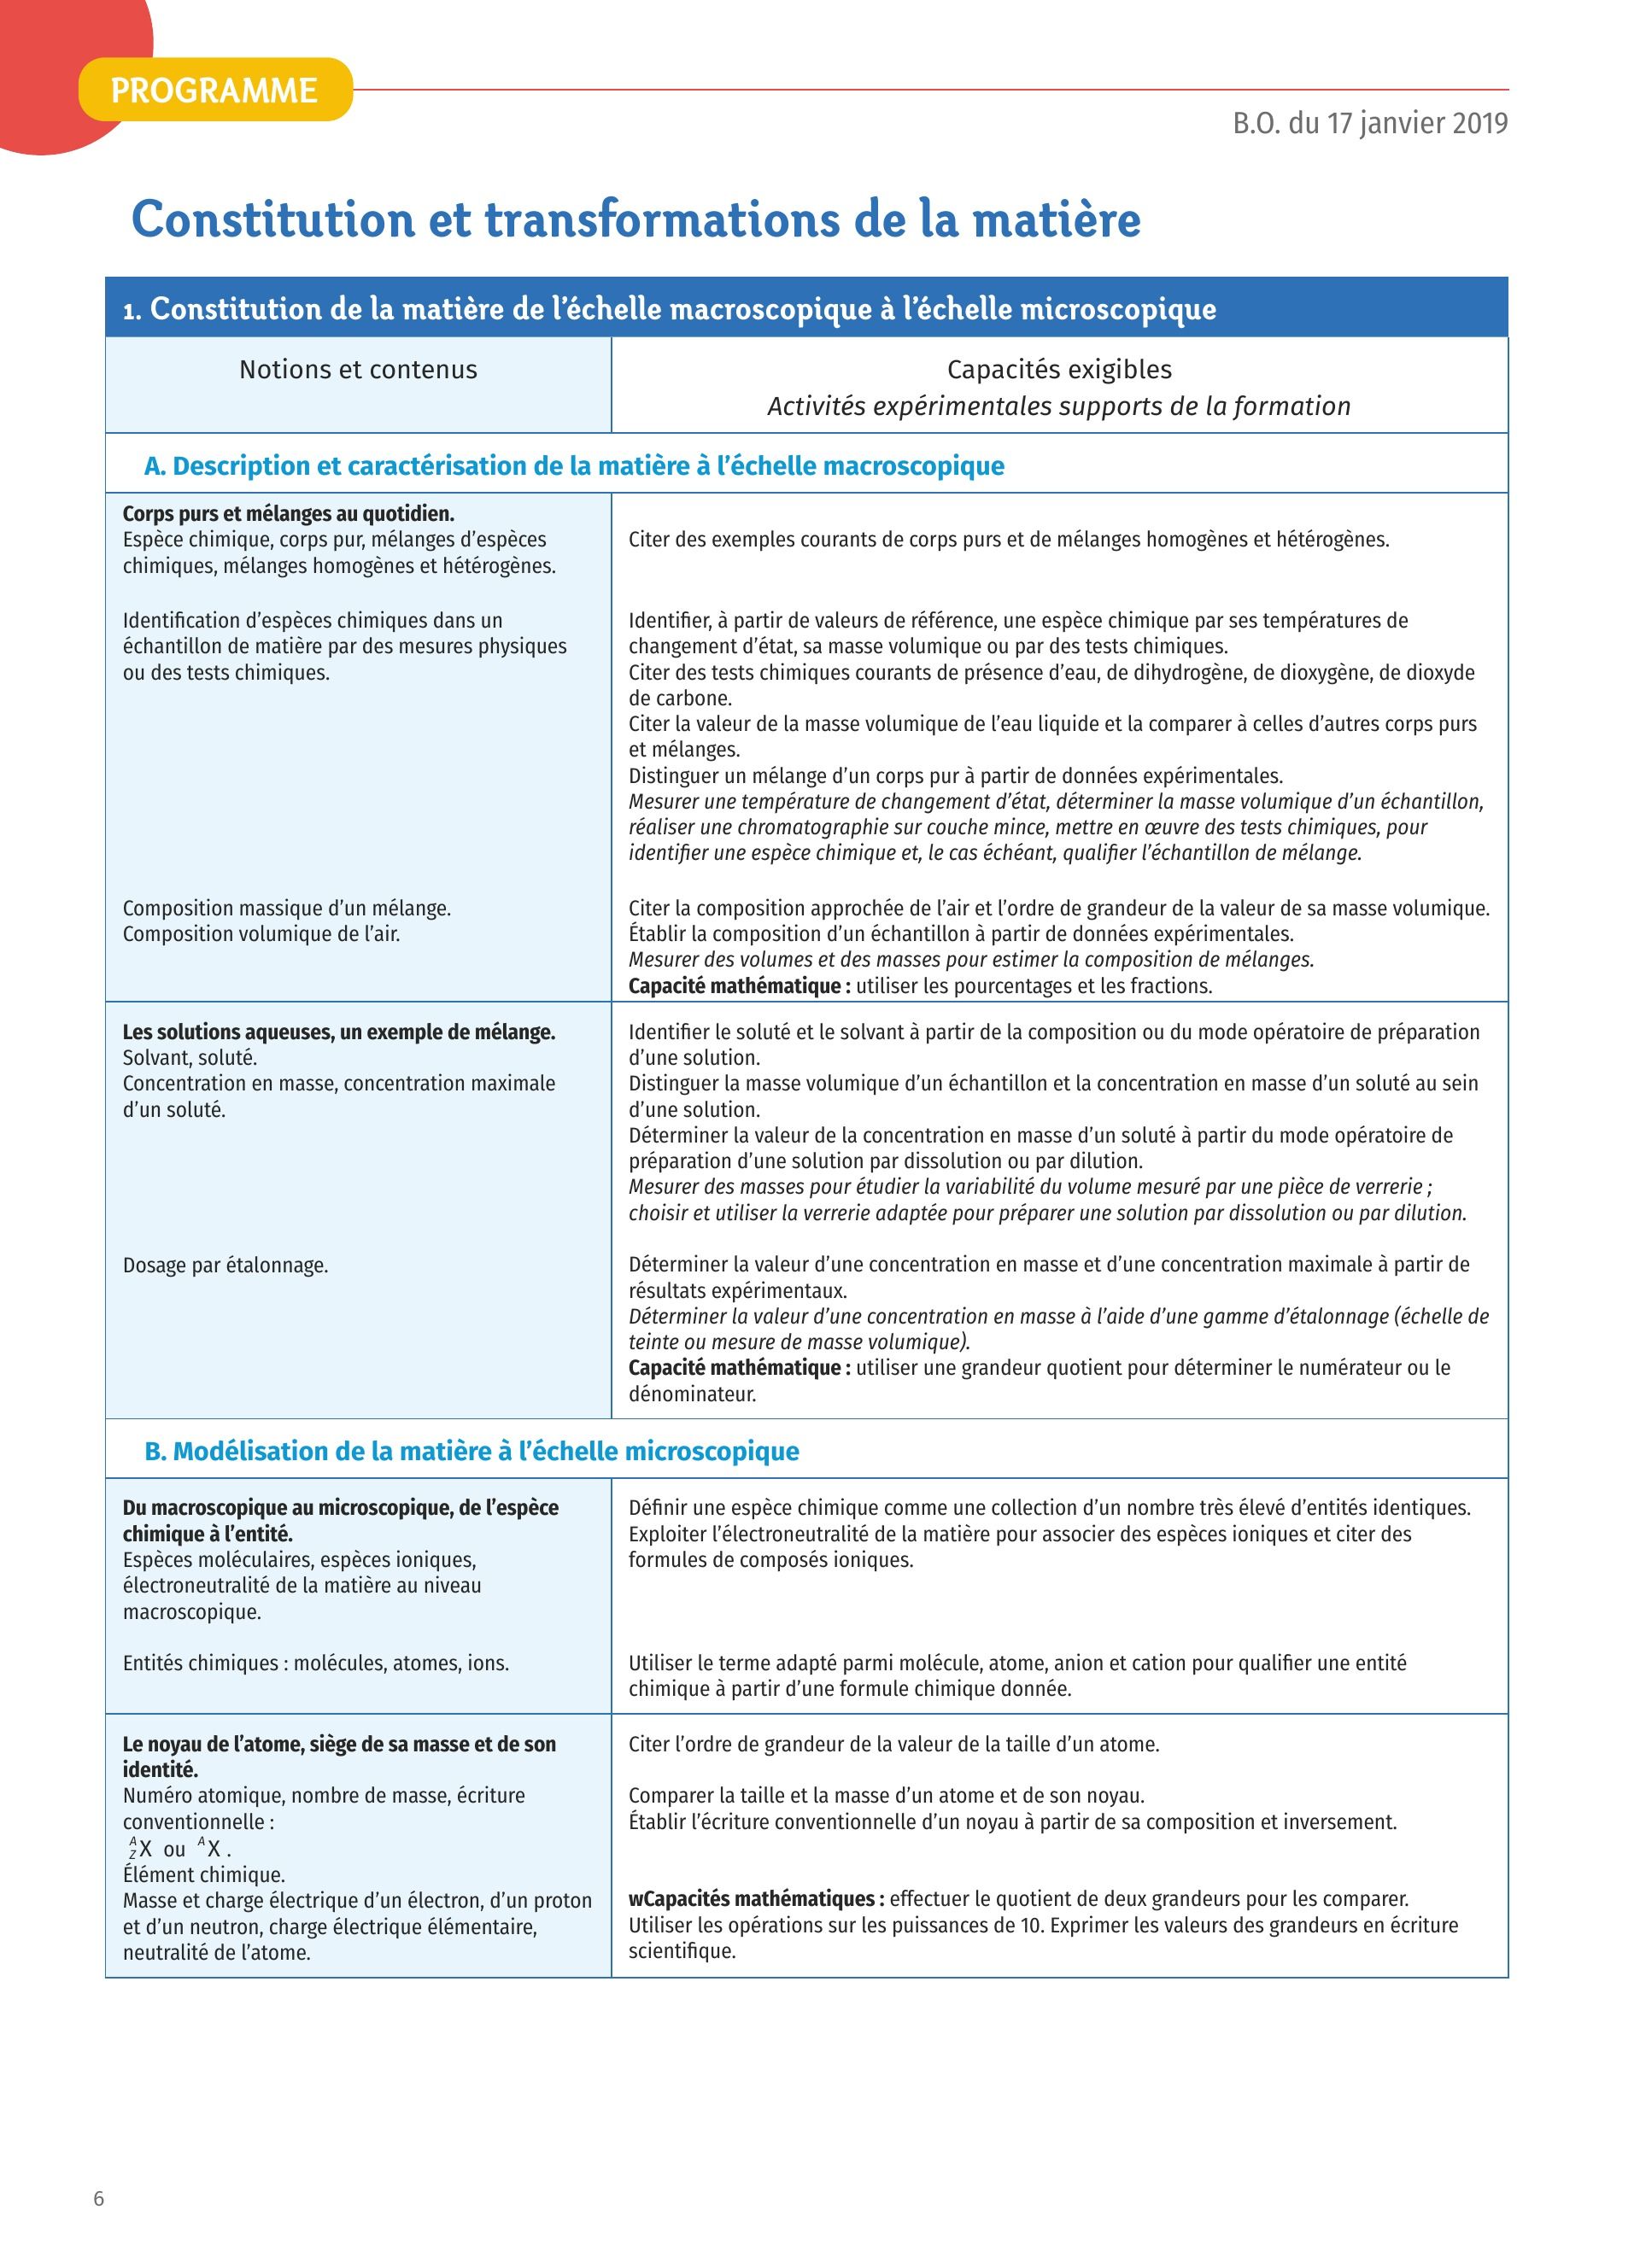 PROGRAMME
B.O. du 17 janvier 2019
Constitution et transformations de la matière
1. Constitution de la matière de l’échelle macroscopique à l’échelle microscopique
Notions et contenus
Capacités exigibles
Activités expérimentales supports de la formation
A. Description et caractérisation de la matière à l’échelle macroscopique
Corps purs et mélanges au quotidien.
Espèce chimique, corps pur, mélanges d’espèces
chimiques, mélanges homogènes et hétérogènes.
Citer des exemples courants de corps purs et de mélanges homogènes et hétérogènes.
Identification d’espèces chimiques dans un
échantillon de matière par des mesures physiques
ou des tests chimiques.
Identifier, à partir de valeurs de référence, une espèce chimique par ses températures de
changement d’état, sa masse volumique ou par des tests chimiques.
Citer des tests chimiques courants de présence d’eau, de dihydrogène, de dioxygène, de dioxyde
de carbone.
Citer la valeur de la masse volumique de l’eau liquide et la comparer à celles d’autres corps purs
et mélanges.
Distinguer un mélange d’un corps pur à partir de données expérimentales.
Mesurer une température de changement d’état, déterminer la masse volumique d’un échantillon,
réaliser une chromatographie sur couche mince, mettre en œuvre des tests chimiques, pour
identifier une espèce chimique et, le cas échéant, qualifier l’échantillon de mélange.
Composition massique d’un mélange.
Composition volumique de l’air.
Citer la composition approchée de l’air et l’ordre de grandeur de la valeur de sa masse volumique.
Établir la composition d’un échantillon à partir de données expérimentales.
Mesurer des volumes et des masses pour estimer la composition de mélanges.
Capacité mathématique : utiliser les pourcentages et les fractions.
Les solutions aqueuses, un exemple de mélange.
Solvant, soluté.
Concentration en masse, concentration maximale
d’un soluté.
Identifier le soluté et le solvant à partir de la composition ou du mode opératoire de préparation
d’une solution.
Distinguer la masse volumique d’un échantillon et la concentration en masse d’un soluté au sein
d’une solution.
Déterminer la valeur de la concentration en masse d’un soluté à partir du mode opératoire de
préparation d’une solution par dissolution ou par dilution.
Mesurer des masses pour étudier la variabilité du volume mesuré par une pièce de verrerie ;
choisir et utiliser la verrerie adaptée pour préparer une solution par dissolution ou par dilution.
Dosage par étalonnage.
Déterminer la valeur d’une concentration en masse et d’une concentration maximale à partir de
résultats expérimentaux.
Déterminer la valeur d’une concentration en masse à l’aide d’une gamme d’étalonnage (échelle de
teinte ou mesure de masse volumique).
Capacité mathématique : utiliser une grandeur quotient pour déterminer le numérateur ou le
dénominateur.
B. Modélisation de la matière à l’échelle microscopique
Du macroscopique au microscopique, de l’espèce
chimique à l’entité.
Espèces moléculaires, espèces ioniques,
électroneutralité de la matière au niveau
macroscopique.
Définir une espèce chimique comme une collection d’un nombre très élevé d’entités identiques.
Exploiter l’électroneutralité de la matière pour associer des espèces ioniques et citer des
formules de composés ioniques.
Entités chimiques : molécules, atomes, ions.
Utiliser le terme adapté parmi molécule, atome, anion et cation pour qualifier une entité
chimique à partir d’une formule chimique donnée.
Le noyau de l’atome, siège de sa masse et de son
identité.
Numéro atomique, nombre de masse, écriture
conventionnelle :
A Z X ou A X .
Élément chimique.
Masse et charge électrique d’un électron, d’un proton
et d’un neutron, charge électrique élémentaire,
neutralité de l’atome.
Citer l’ordre de grandeur de la valeur de la taille d’un atome.
Comparer la taille et la masse d’un atome et de son noyau.
Établir l’écriture conventionnelle d’un noyau à partir de sa composition et inversement.
wCapacités mathématiques : effectuer le quotient de deux grandeurs pour les comparer.
Utiliser les opérations sur les puissances de 10. Exprimer les valeurs des grandeurs en écriture
scientifique.
6